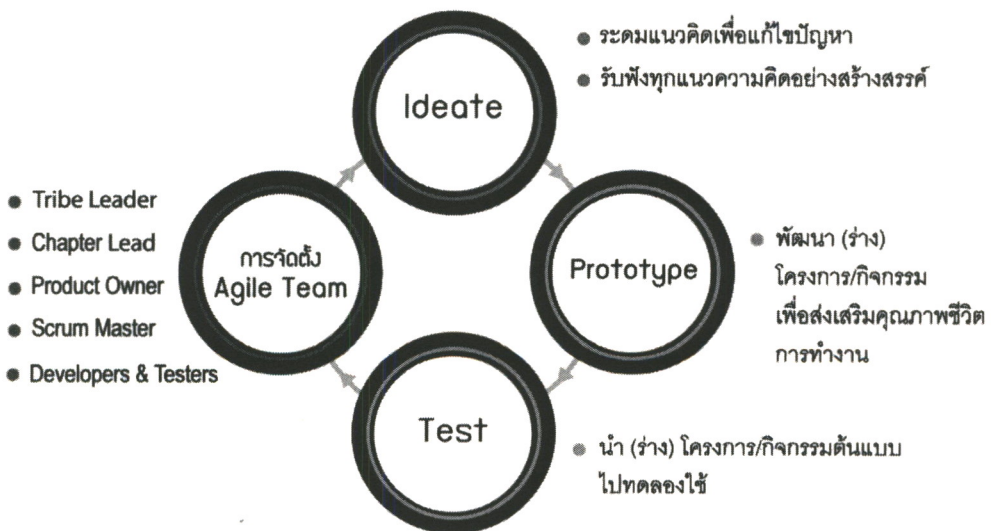 Ideate
● ระดมแนวคิดเพื่อแก้ไขปัญหา
● รับฟังทุกแนวความคิดอย่างสร้างสรรค์
Prototype
● พัฒนา (ร่าง)
โครงการ/กิจกรรม
เพื่อส่งเสริมคุณภาพชีวิต
การทำงาน
Test
● นำ (ร่าง) โครงการ/กิจกรรมต้นแบบ
ไปทดลองใช้
การจัดตั้ง
Agile Team
● Tribe Leader
● Chapter Lead
● Product Owner
● Scrum Master
● Developers & Testers